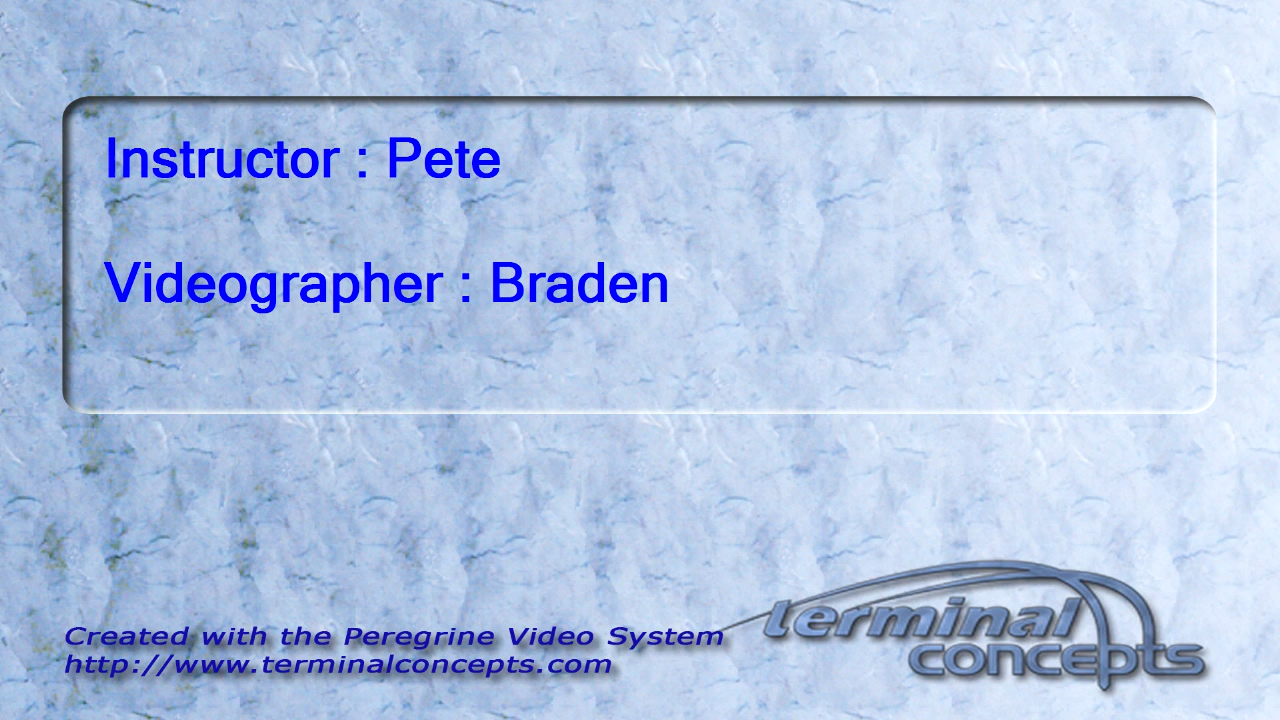 Instructor : Pete
Videographer : Braden
Created with the Peregrine Video System
http://www.terminalconcepts.com
terminal
concepts